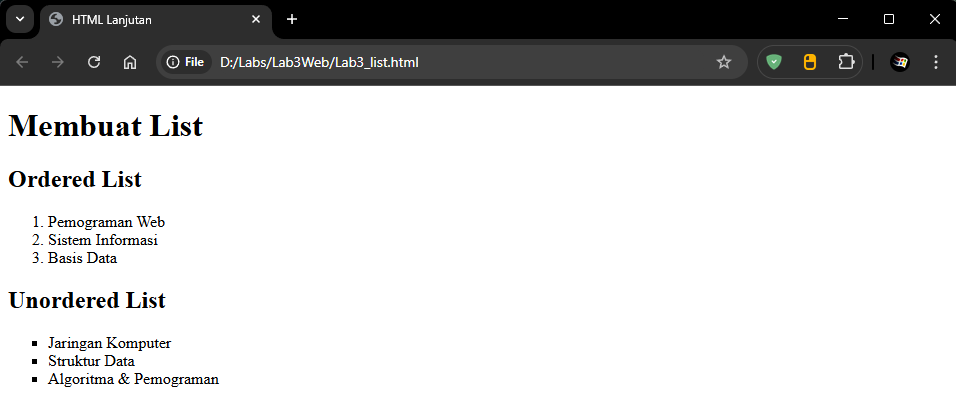 HTML Lanjutan
File
D:/Labs/Lab3Web/Lab3_list.html
Membuat List
Ordered List
1. Pemograman Web
2. Sistem Informasi
3. Basis Data
Unordered List
▪ Jaringan Komputer
▪ Struktur Data
▪ Algoritma & Pemograman